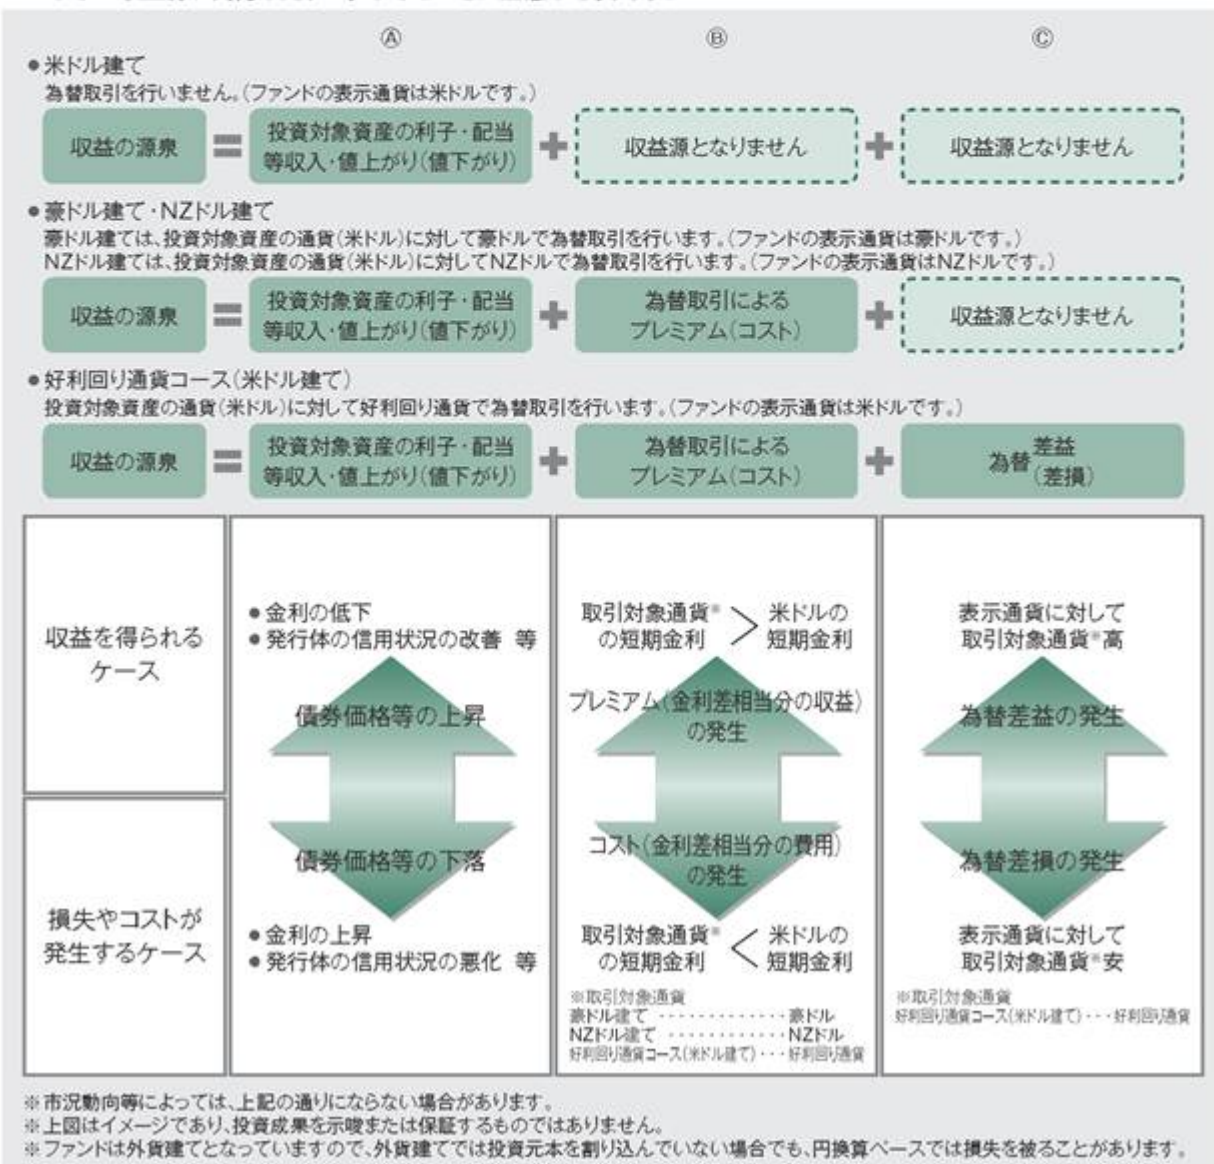 Ⓐ Ⓑ Ⓒ
●米ドル建て
為替取引を行いません。(ファンドの表示通貨は米ドルです。)
収益の源泉 = 投資対象資産の利子・配当 + 収益源となりません + 収益源となりません
等収入・値上がり(値下がり)
●豪ドル建て・NZドル建て
豪ドル建ては、投資対象資産の通貨(米ドル)に対して豪ドルで為替取引を行います。(ファンドの表示通貨は豪ドルです。)
NZドル建ては、投資対象資産の通貨(米ドル)に対してNZドルで為替取引を行います。(ファンドの表示通貨はNZドルです。)
収益の源泉 = 投資対象資産の利子・配当 + 為替取引による + 収益源となりません
等収入・値上がり(値下がり) プレミアム(コスト)
●好利回り通貨コース(米ドル建て)
投資対象資産の通貨(米ドル)に対して好利回り通貨で為替取引を行います。(ファンドの表示通貨は米ドルです。)
収益の源泉 = 投資対象資産の利子・配当 + 為替取引による + 為替差益
等収入・値上がり(値下がり) プレミアム(コスト) (差損)
収益を得られる
ケース
●金利の低下
●発行体の信用状況の改善 等
債券価格等の上昇
取引対象通貨※ > 米ドルの
の短期金利 短期金利
プレミアム(金利差相当分の収益)
の発生
表示通貨に対して
取引対象通貨※高
為替差益の発生
損失やコストが
発生するケース
債券価格等の下落
●金利の上昇
●発行体の信用状況の悪化 等
コスト(金利差相当分の費用)
の発生
取引対象通貨※ < 米ドルの
の短期金利 短期金利
※取引対象通貨
豪ドル建て ・・・・・・・・・・・・・ 豪ドル
NZドル建て ・・・・・・・・・・・・ NZドル
好利回り通貨コース(米ドル建て)・・・好利回り通貨
為替差損の発生
表示通貨に対して
取引対象通貨※安
※取引対象通貨
好利回り通貨コース(米ドル建て)・・・好利回り通貨
※市況動向等によっては、上記の通りにならない場合があります。
※上図はイメージであり、投資成果を示唆または保証するものではありません。
※ファンドは外貨建てとなっていますので、外貨建てでは投資元本を割り込んでいない場合でも、円換算ベースでは損失を被ることがあります。